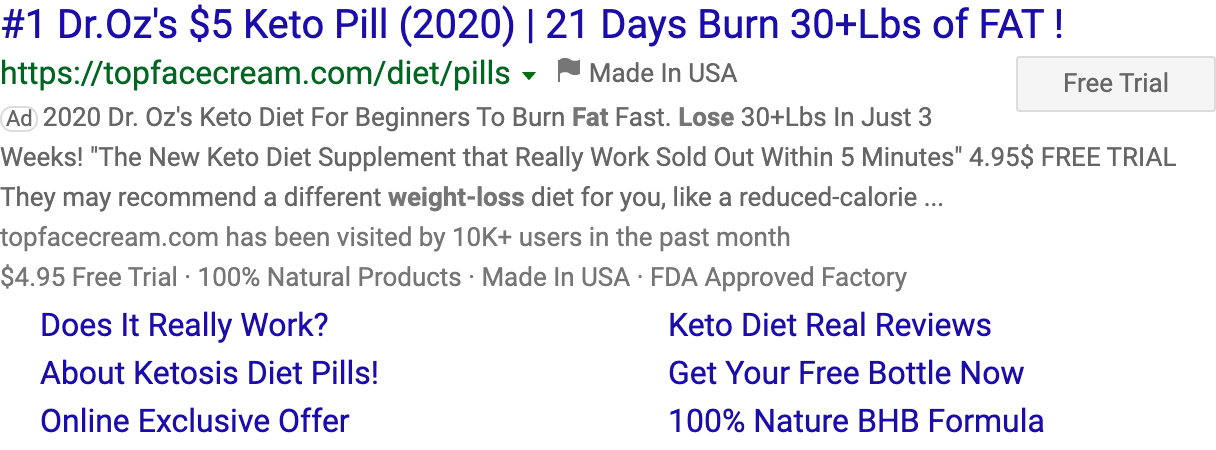 #1 Dr.Oz's $5 Keto Pill (2020) | 21 Days Burn 30+Lbs of FAT !
https://topfacecream.com/diet/pills Made In USA
Free Trial
Ad 2020 Dr. Oz's Keto Diet For Beginners To Burn Fat Fast. Lose 30+Lbs In Just 3
Weeks! "The New Keto Diet Supplement that Really Work Sold Out Within 5 Minutes" 4.95$ FREE TRIAL
They may recommend a different weight-loss diet for you, like a reduced-calorie ...
topfacecream.com has been visited by 10K+ users in the past month
$4.95 Free Trial · 100% Natural Products · Made In USA · FDA Approved Factory
Does It Really Work? Keto Diet Real Reviews
About Ketosis Diet Pills! Get Your Free Bottle Now
Online Exclusive Offer 100% Nature BHB Formula